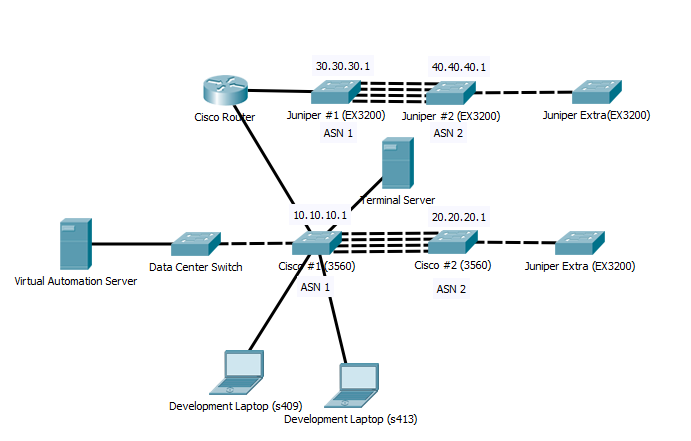 30.30.30.1
40.40.40.1
Cisco Router
Juniper #1 (EX3200)
Juniper #2 (EX3200)
Juniper Extra(EX3200)
ASN 1
ASN 2
Terminal Server
10.10.10.1
20.20.20.1
Virtual Automation Server
Data Center Switch
Cisco #1 (3560)
Cisco #2 (3560)
Juniper Extra (EX3200)
ASN 1
ASN 2
Development Laptop (s409)
Development Laptop (s413)